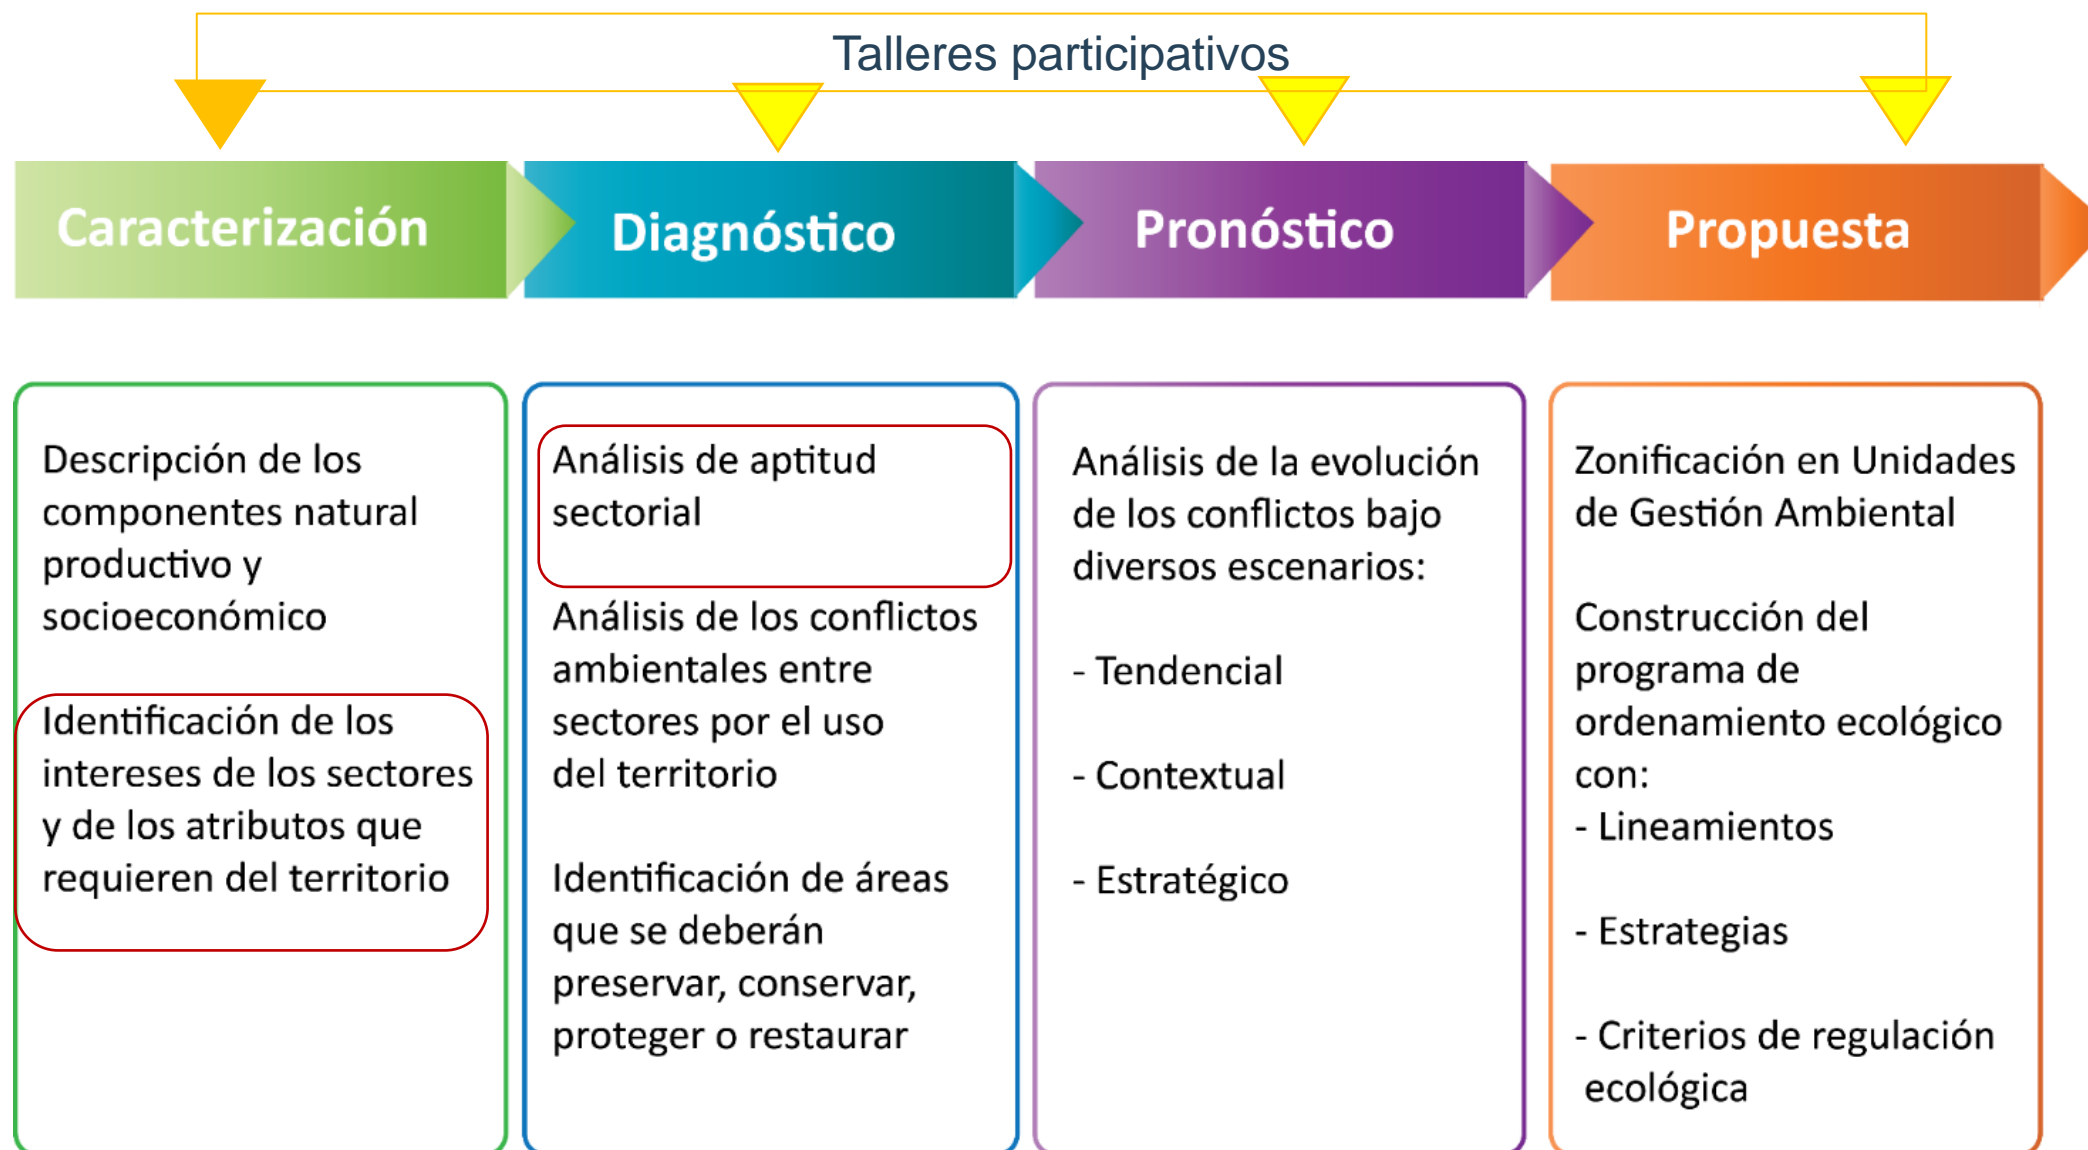 Talleres participativos
Caracterización
Diagnóstico
Pronóstico
Propuesta
Descripción de los
componentes natural
productivo y
socioeconómico
Identificación de los
intereses de los sectores
y de los atributos que
requieren del territorio
Análisis de aptitud
sectorial
Análisis de los conflictos
ambientales entre
sectores por el uso
del territorio
Identificación de áreas
que se deberán
preservar, conservar,
proteger o restaurar
Análisis de la evolución
de los conflictos bajo
diversos escenarios:
- Tendencial
- Contextual
- Estratégico
Zonificación en Unidades
de Gestión Ambiental
Construcción del
programa de
ordenamiento ecológico
con:
- Lineamientos
- Estrategias
- Criterios de regulación
ecológica